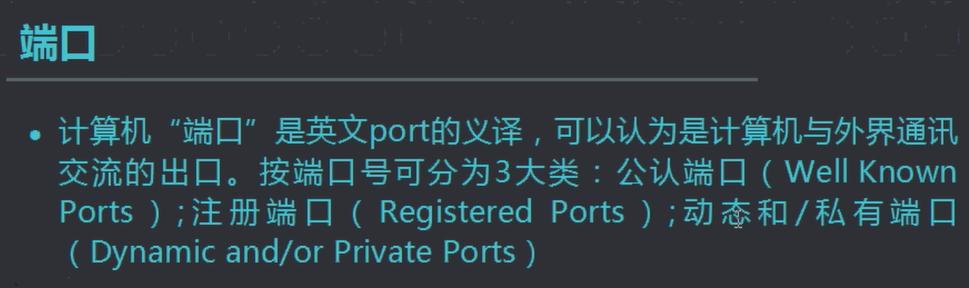 端口
• 计算机“端口”是英文port的义译，可以认为是计算机与外界通讯
交流的出口。按端口号可分为3大类：公认端口（Well Known
Ports）;注册端口（Registered Ports）;动态和/私有端口
（Dynamic and/or Private Ports）